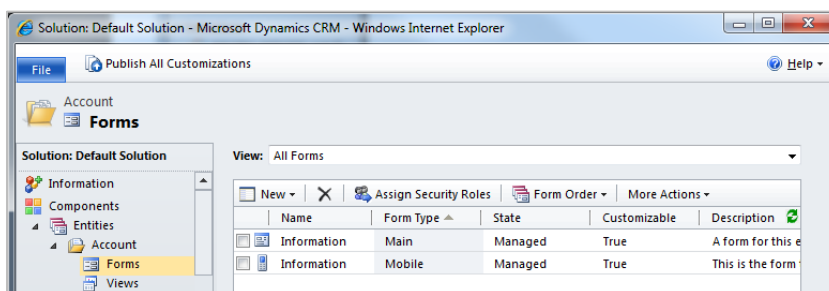 Solution: Default Solution - Microsoft Dynamics CRM - Windows Internet Explorer
File Publish All Customizations Help
Account
Forms
Solution: Default Solution
View: All Forms
Information
New Assign Security Roles Form Order More Actions
Components
Name Form Type State Customizable Description
Entities
Account
Information Main Managed True A form for this e
Forms
Information Mobile Managed True This is the form
Views